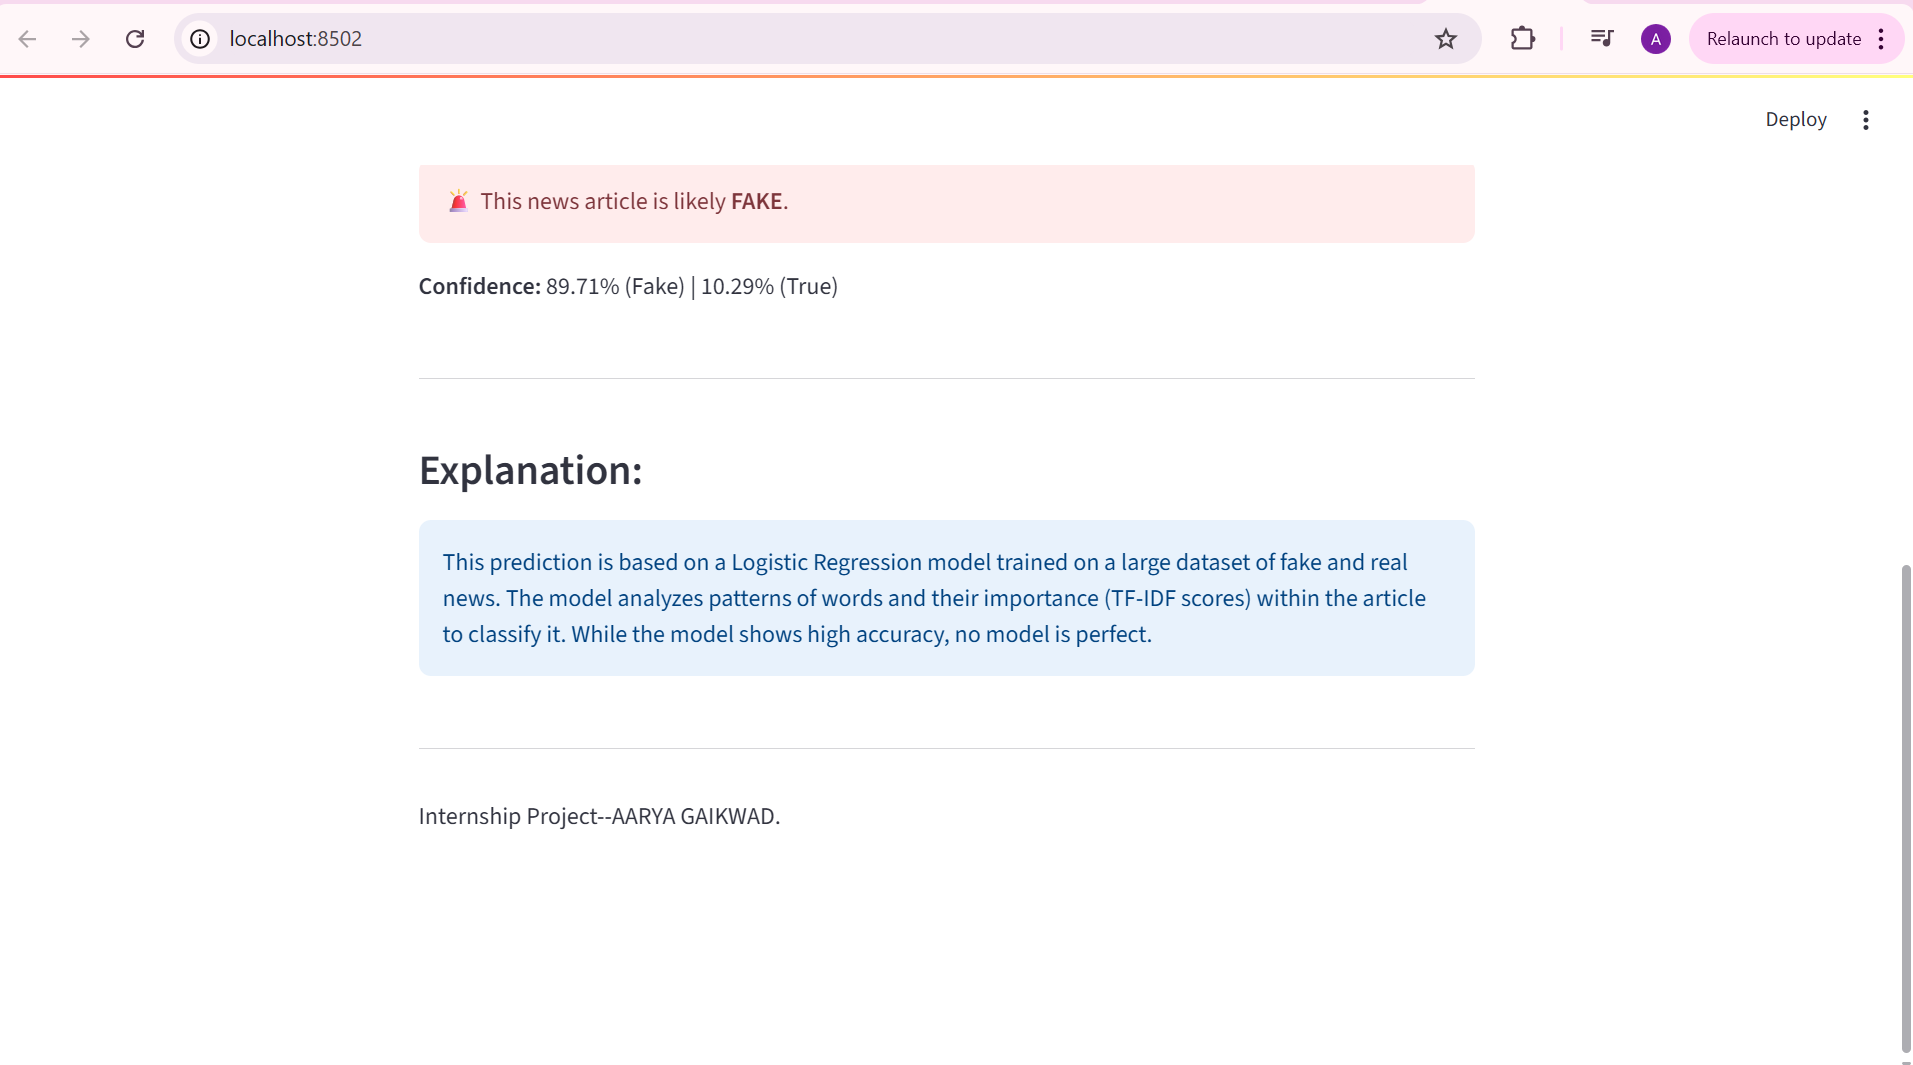 localhost:8502
A
Relaunch to update
Deploy
This news article is likely FAKE.
Confidence: 89.71% (Fake) | 10.29% (True)
Explanation:
This prediction is based on a Logistic Regression model trained on a large dataset of fake and real
news. The model analyzes patterns of words and their importance (TF-IDF scores) within the article
to classify it. While the model shows high accuracy, no model is perfect.
Internship Project--AARYA GAIKWAD.